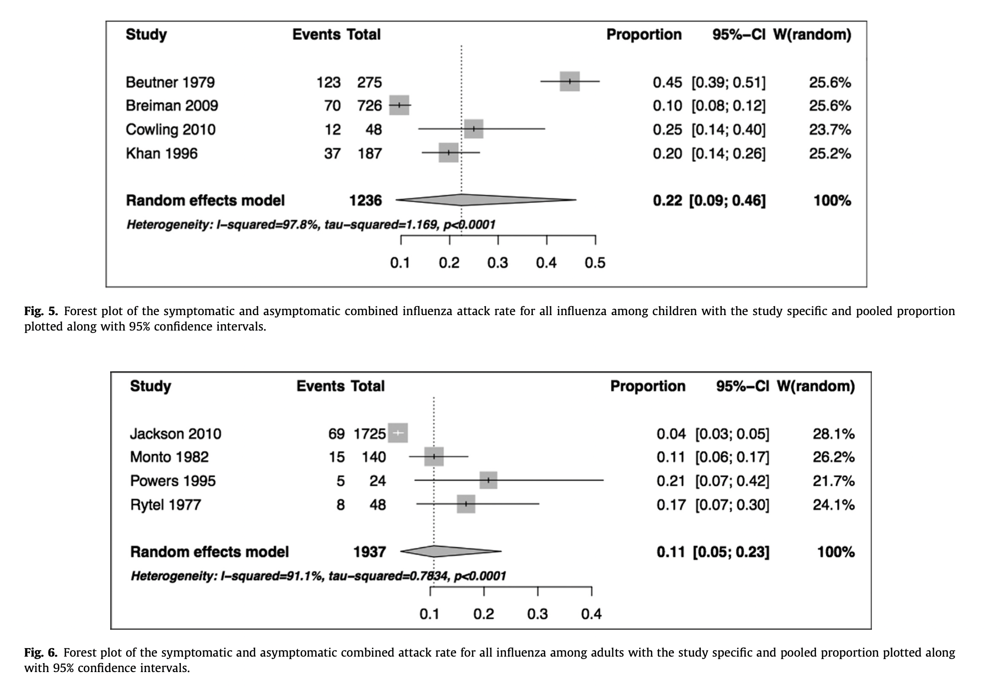 Study Events Total Proportion 95%−CI W(random)
Beutner 1979 123 275 0.45 [0.39; 0.51] 25.6%
Breiman 2009 70 726 0.10 [0.08; 0.12] 25.6%
Cowling 2010 12 48 0.25 [0.14; 0.40] 23.7%
Khan 1996 37 187 0.20 [0.14; 0.26] 25.2%
Random effects model 1236 0.22 [0.09; 0.46] 100%
Heterogeneity: I−squared=97.8%, tau−squared=1.169, p<0.0001
0.1 0.2 0.3 0.4 0.5
Fig. 5. Forest plot of the symptomatic and asymptomatic combined influenza attack rate for all influenza among children with the study specific and pooled proportion
plotted along with 95% confidence intervals.
Study Events Total Proportion 95%−CI W(random)
Jackson 2010 69 1725 0.04 [0.03; 0.05] 28.1%
Monto 1982 15 140 0.11 [0.06; 0.17] 26.2%
Powers 1995 5 24 0.21 [0.07; 0.42] 21.7%
Rytel 1977 8 48 0.17 [0.07; 0.30] 24.1%
Random effects model 1937 0.11 [0.05; 0.23] 100%
Heterogeneity: I−squared=91.1%, tau−squared=0.7834, p<0.0001
0.1 0.2 0.3 0.4
Fig. 6. Forest plot of the symptomatic and asymptomatic combined attack rate for all influenza among adults with the study specific and pooled proportion plotted along
with 95% confidence intervals.